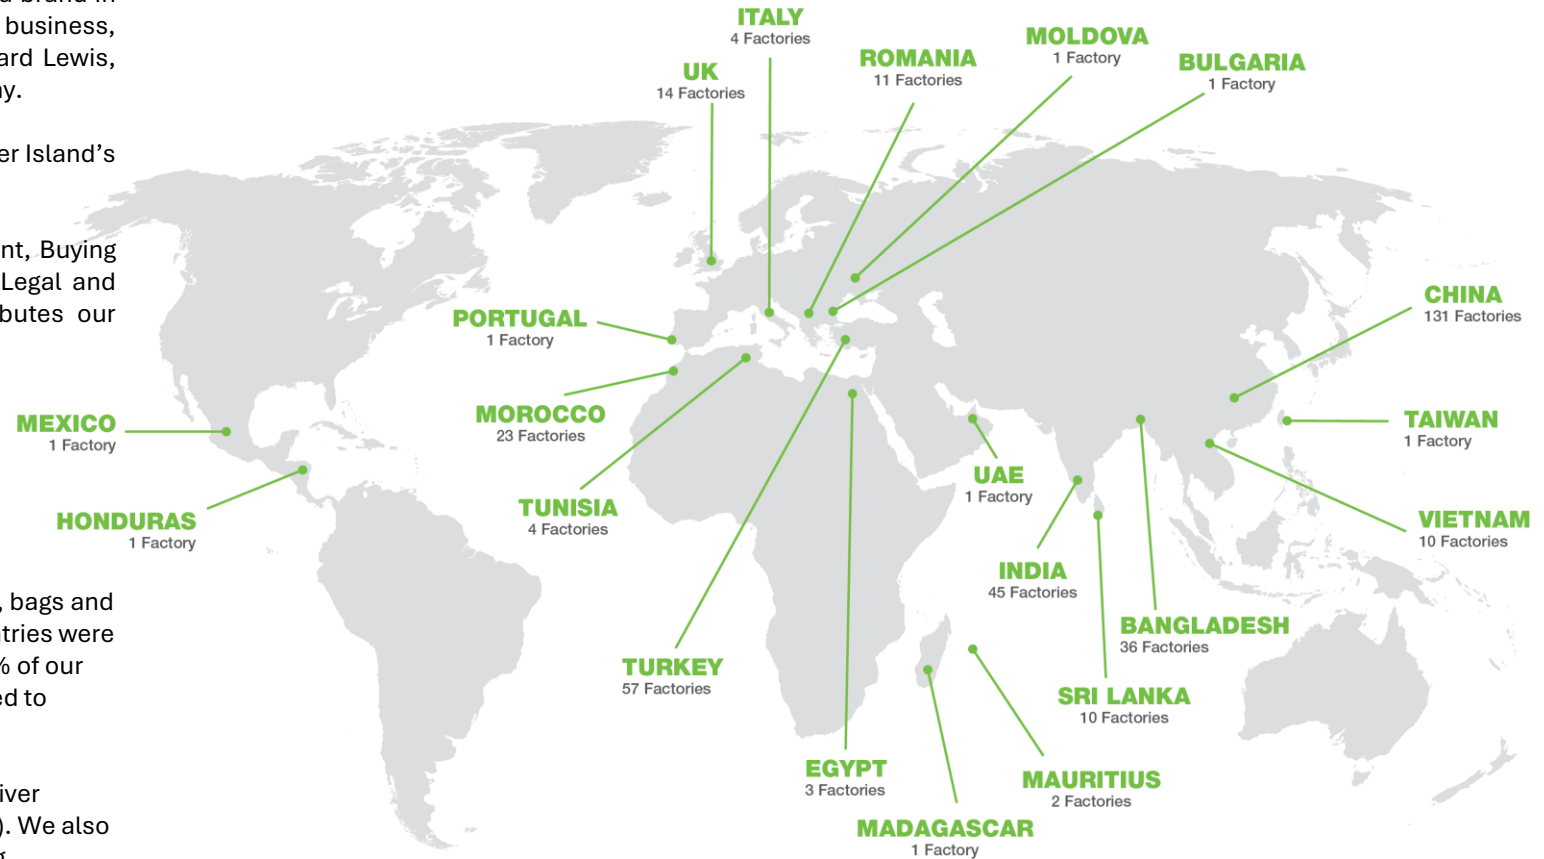 d brand in
business,
ard Lewis,
y.
er Island’s
nt, Buying
Legal and
butes our
, bags and
tries were
% of our
ed to
iver
). We also
ITALY
4 Factories
UK
14 Factories
ROMANIA
11 Factories
MOLDOVA
1 Factory
BULGARIA
1 Factory
PORTUGAL
1 Factory
CHINA
131 Factories
MOROCCO
23 Factories
MEXICO
1 Factory
TAIWAN
1 Factory
UAE
1 Factory
TUNISIA
4 Factories
HONDURAS
1 Factory
VIETNAM
10 Factories
INDIA
45 Factories
BANGLADESH
36 Factories
TURKEY
57 Factories
SRI LANKA
10 Factories
EGYPT
3 Factories
MAURITIUS
2 Factories
MADAGASCAR
1 Factory